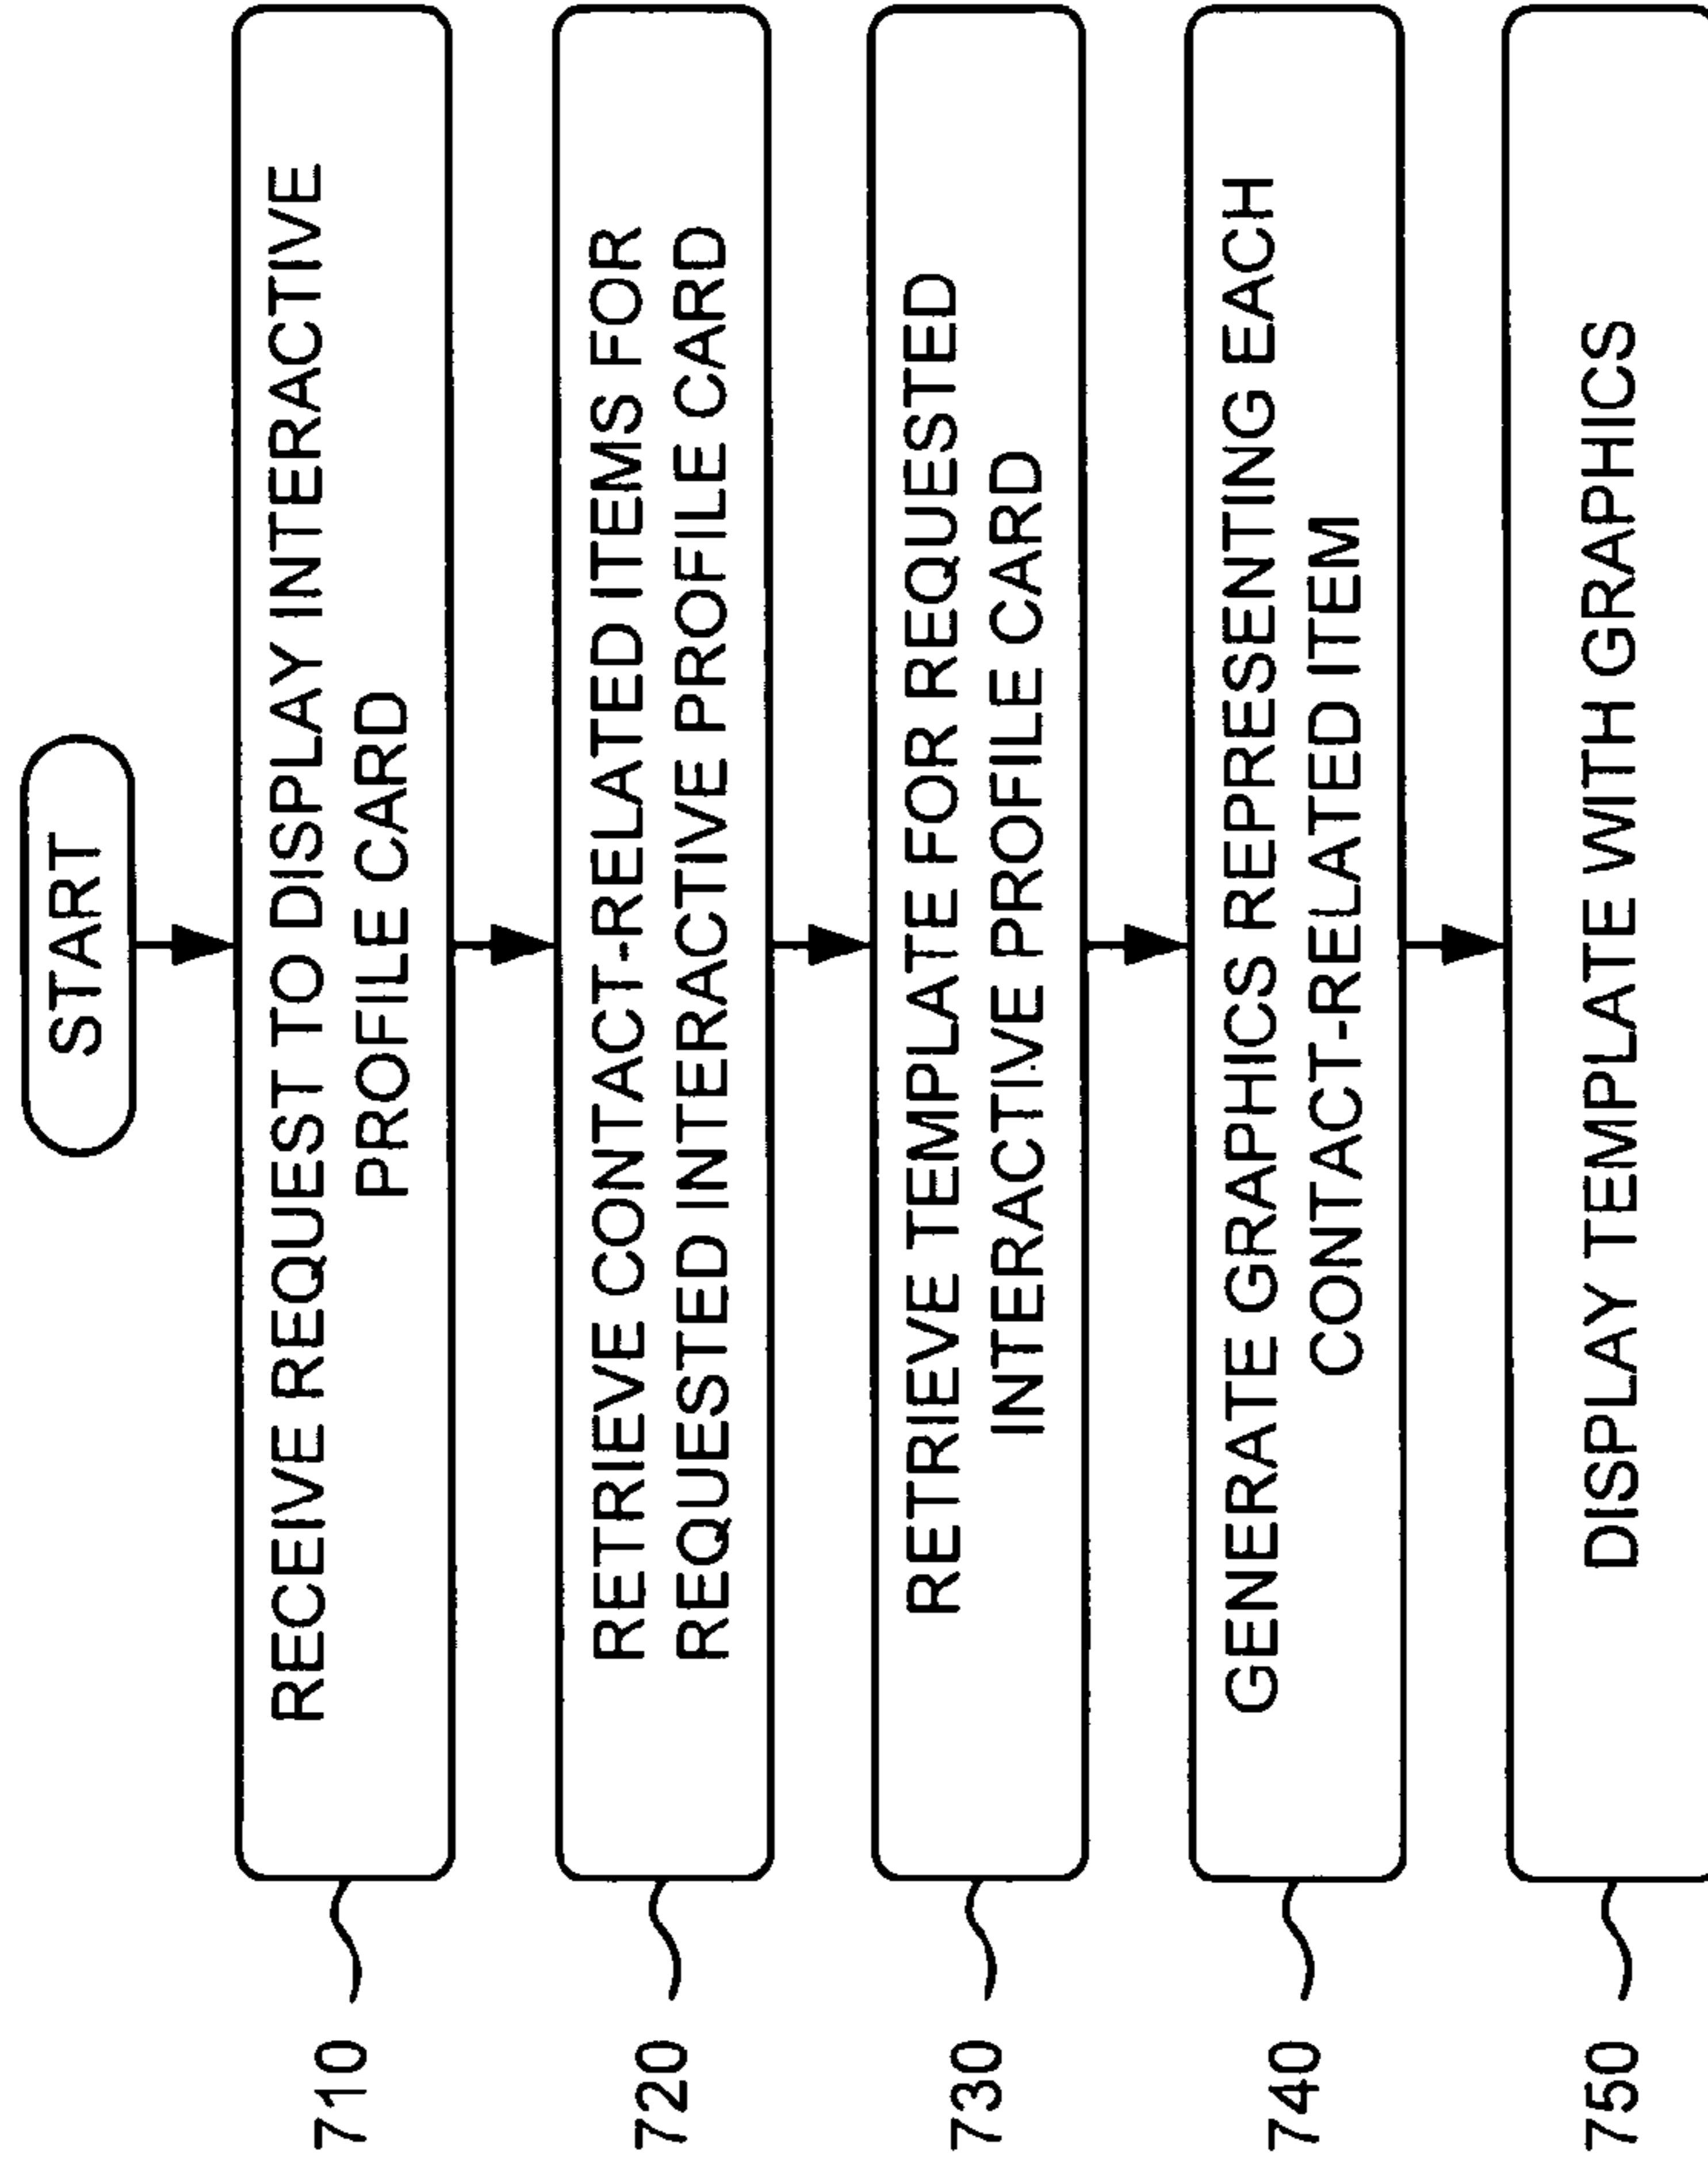 START
RECEIVE REQUEST TO DISPLAY INTERACTIVE
PROFILE CARD
710
RETRIEVE CONTACT-RELATED ITEMS FOR
REQUESTED INTERACTIVE PROFILE CARD
720
RETRIEVE TEMPLATE FOR REQUESTED
INTERACTIVE PROFILE CARD
730
GENERATE GRAPHICS REPRESENTING EACH
CONTACT-RELATED ITEM
740
DISPLAY TEMPLATE WITH GRAPHICS
750